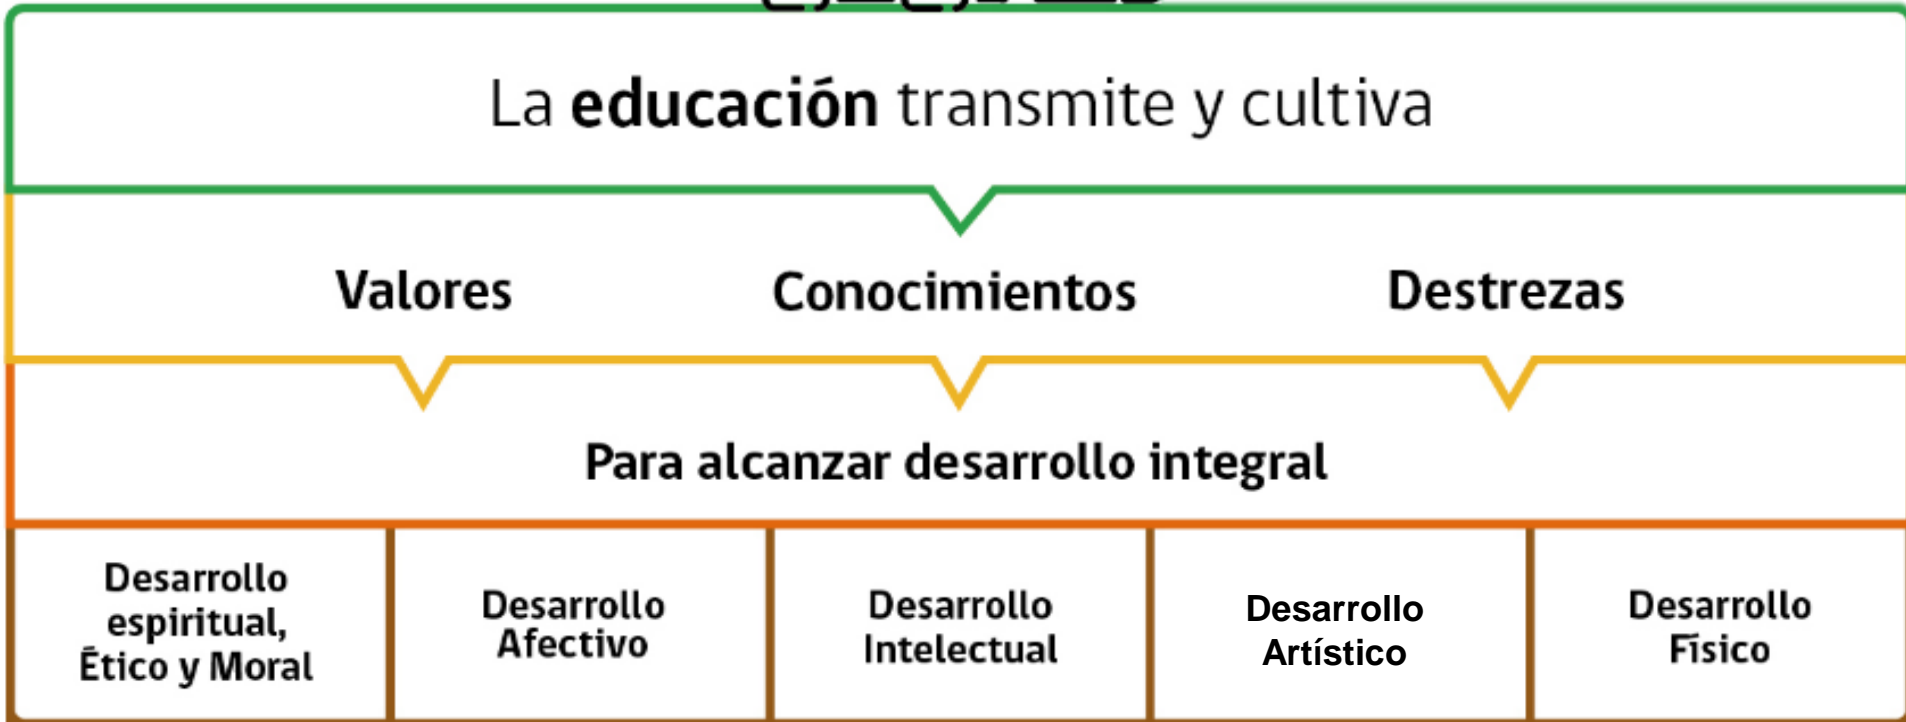 La educación transmite y cultiva
Valores Conocimientos Destrezas
Para alcanzar desarrollo integral
Desarrollo
espiritual,
Ético y Moral
Desarrollo
Afectivo
Desarrollo
Intelectual
Desarrollo
Artístico
Desarrollo
Físico